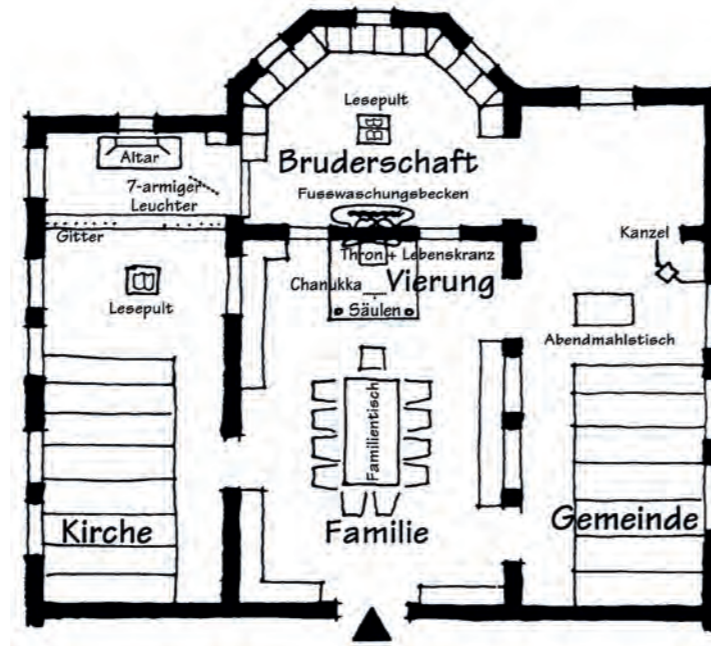 Lesepult
Altar
Bruderschaft
7-armiger
Leuchter
Fusswaschungsbecken
Gitter
Kanzel
Thron + Lebenskranz
Chanukka
Vierung
Lesepult
Säulen
Abendmahlstisch
Familientisch
Kirche
Familie
Gemeinde